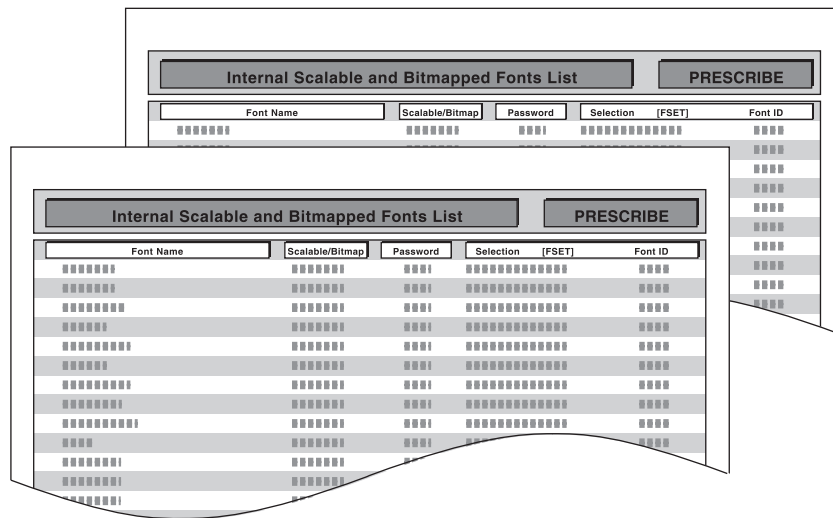 Internal Scalable and Bitmapped Fonts List PRESCRIBE
Font Name Scalable/Bitmap Password Selection [FSET] Font ID
Internal Scalable and Bitmapped Fonts List PRESCRIBE
Font Name Scalable/Bitmap Password Selection [FSET] Font ID